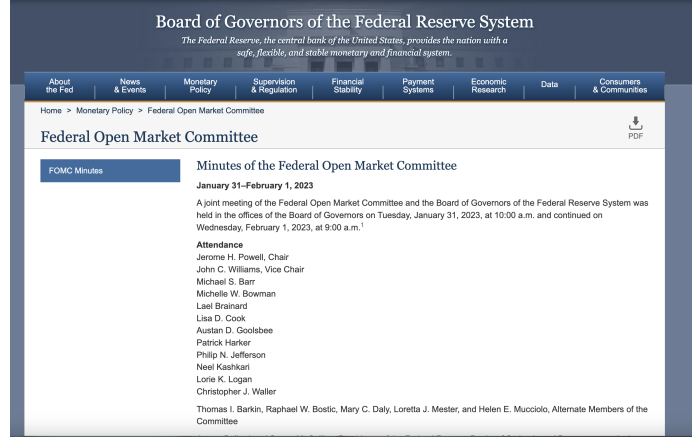 Board of Governors of the Federal Reserve System
The Federal Reserve, the central bank of the United States, provides the nation with a
safe, flexible, and stable monetary and financial system.
About
the Fed
News
& Events
Monetary
Policy
Supervision
& Regulation
Financial
Stability
Payment
Systems
Economic
Research
Data
Consumers
& Communities
Home > Monetary Policy > Federal Open Market Committee
Federal Open Market Committee
PDF
FOMC Minutes
Minutes of the Federal Open Market Committee
January 31–February 1, 2023
A joint meeting of the Federal Open Market Committee and the Board of Governors of the Federal Reserve System was
held in the offices of the Board of Governors on Tuesday, January 31, 2023, at 10:00 a.m. and continued on
Wednesday, February 1, 2023, at 9:00 a.m.1
Attendance
Jerome H. Powell, Chair
John C. Williams, Vice Chair
Michael S. Barr
Michelle W. Bowman
Lael Brainard
Lisa D. Cook
Austan D. Goolsbee
Patrick Harker
Philip N. Jefferson
Neel Kashkari
Lorie K. Logan
Christopher J. Waller
Thomas I. Barkin, Raphael W. Bostic, Mary C. Daly, Loretta J. Mester, and Helen E. Mucciolo, Alternate Members of the
Committee